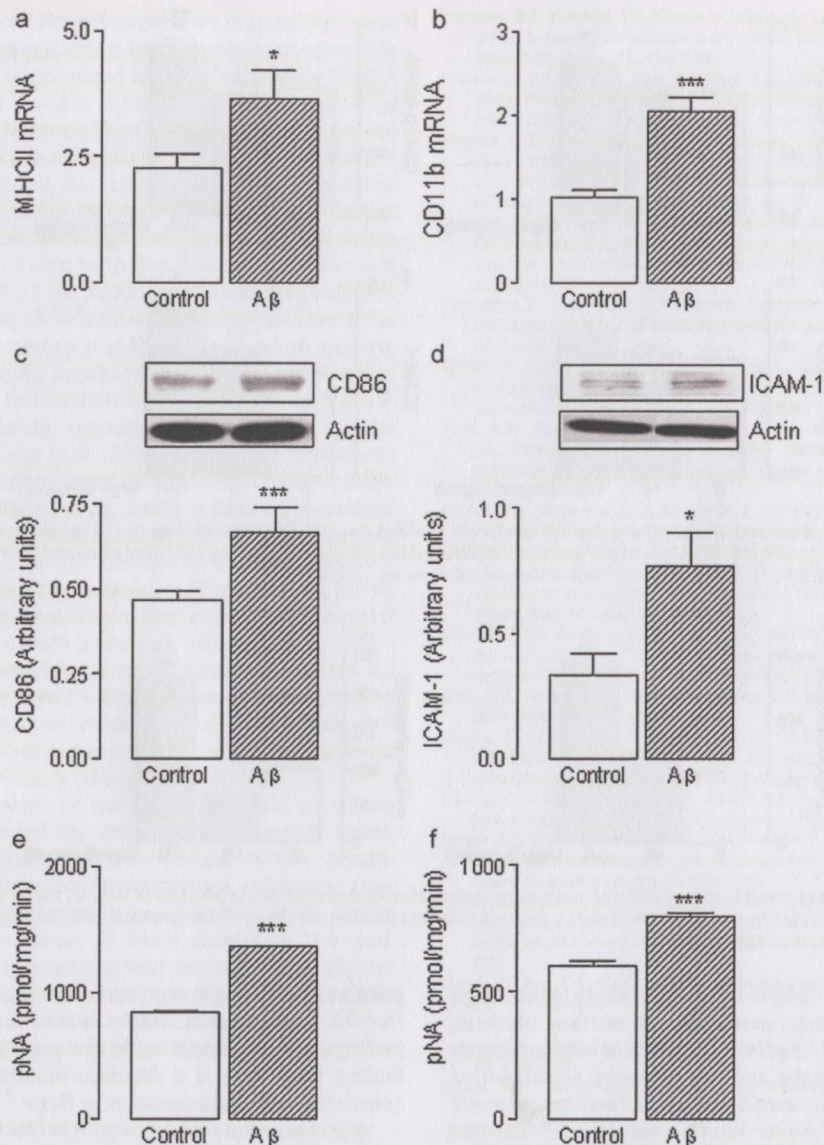 a
5.0
*
MHCII mRNA
2.5
0.0
Control
Aβ
b
3
***
CD11b mRNA
2
1
0
Control
Aβ
c
CD86
Actin
0.75
***
CD86 (Arbitrary units)
0.50
0.25
0.00
Control
Aβ
d
ICAM-1
Actin
1.0
*
ICAM-1 (Arbitrary units)
0.5
0.0
Control
Aβ
e
2000
***
pNA (pmol/mg/min)
1000
0
Control
Aβ
f
1000
***
pNA (pmol/mg/min)
500
0
Control
Aβ